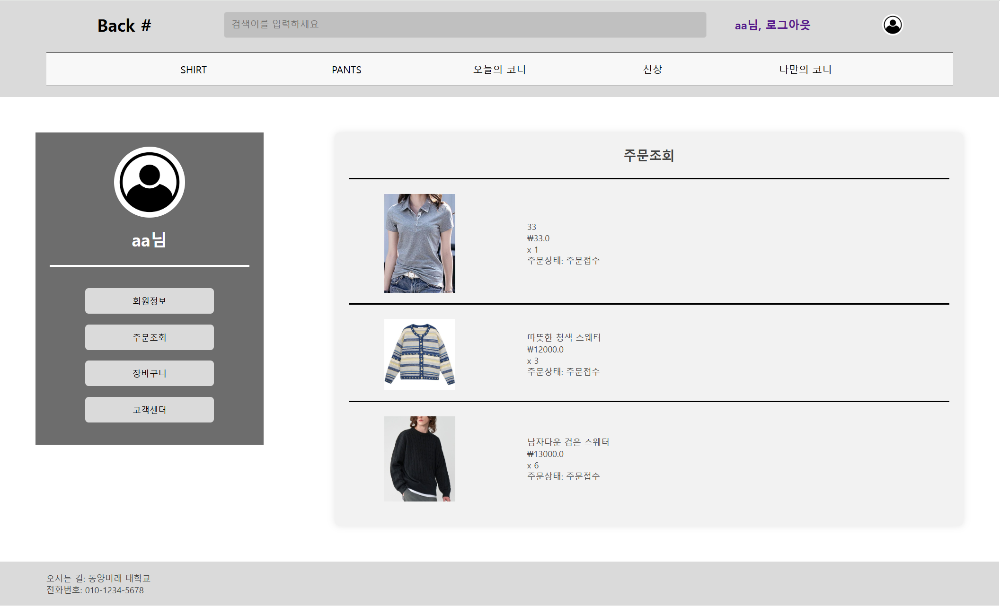 Back #
검색어를 입력하세요
aa님, 로그아웃
SHIRT
PANTS
오늘의 코디
신상
나만의 코디
aa님
회원정보
주문조회
장바구니
고객센터
주문조회
33
₩33.0
x 1
주문상태: 주문접수
따뜻한 청색 스웨터
₩12000.0
x 3
주문상태: 주문접수
남자다운 검은 스웨터
₩13000.0
x 6
주문상태: 주문접수
오시는 길: 동양미래 대학교
전화번호: 010-1234-5678